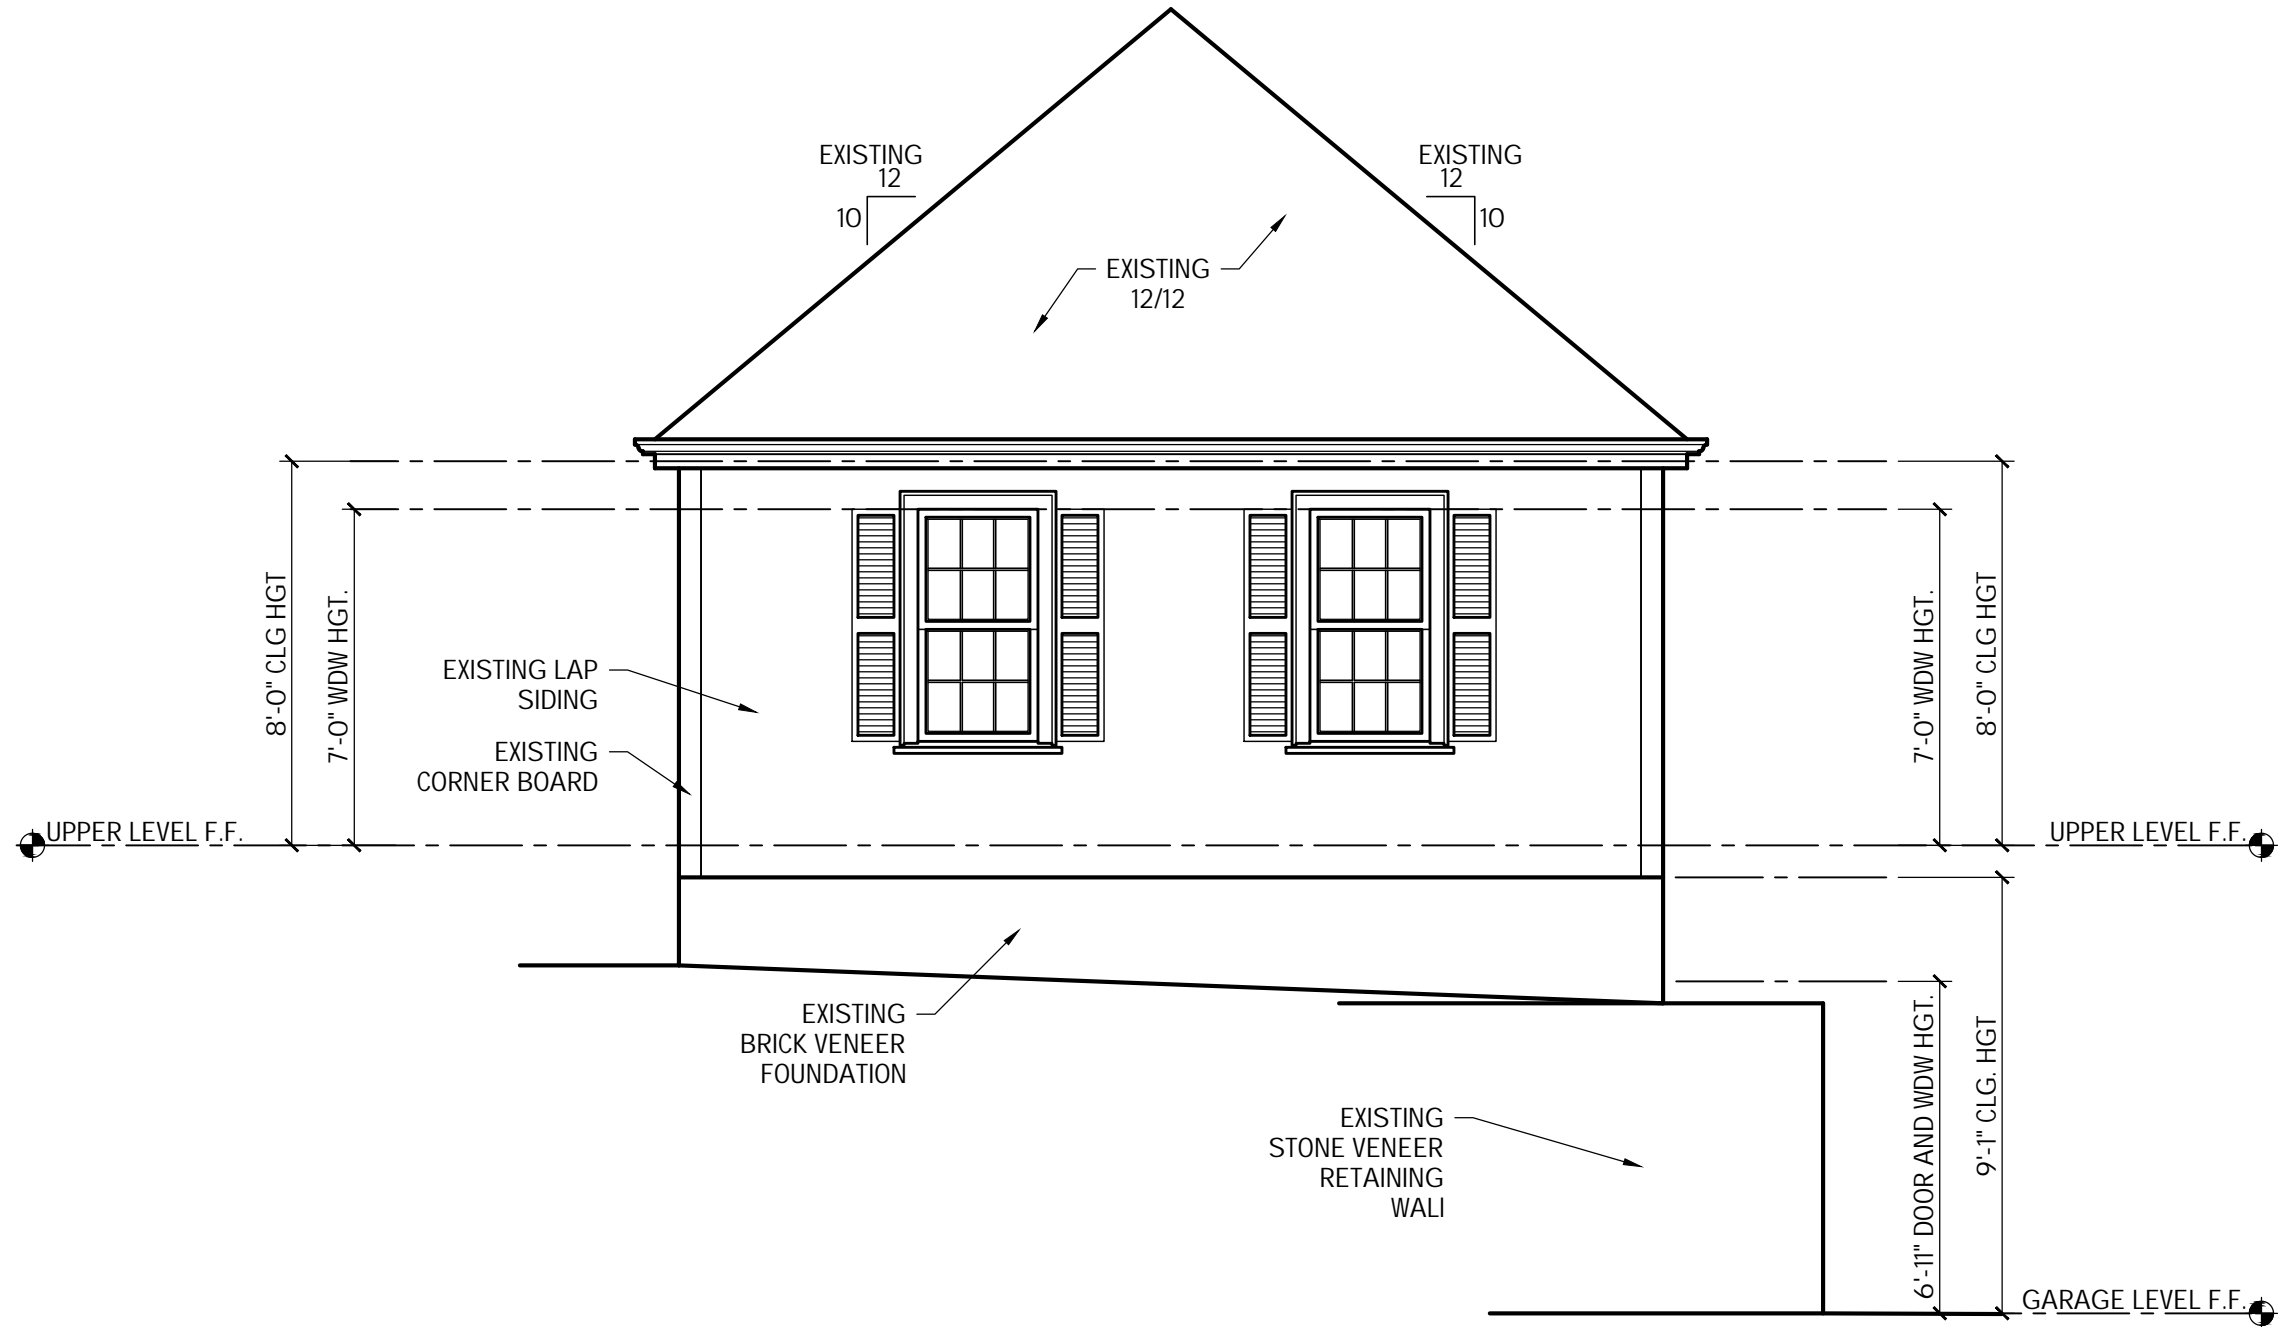 EXISTING
12
10
EXISTING
12
10
EXISTING
12/12
8'-0" CLG HGT
7'-0" WDW HGT.
EXISTING LAP
SIDING
EXISTING
CORNER BOARD
7'-0" WDW HGT.
8'-0" CLG HGT
UPPER LEVEL F.F.
UPPER LEVEL F.F.
EXISTING
BRICK VENEER
FOUNDATION
EXISTING
STONE VENEER
RETAINING
WALl
6'-11" DOOR AND WDW HGT.
9'-1" CLG. HGT
GARAGE LEVEL F.F.